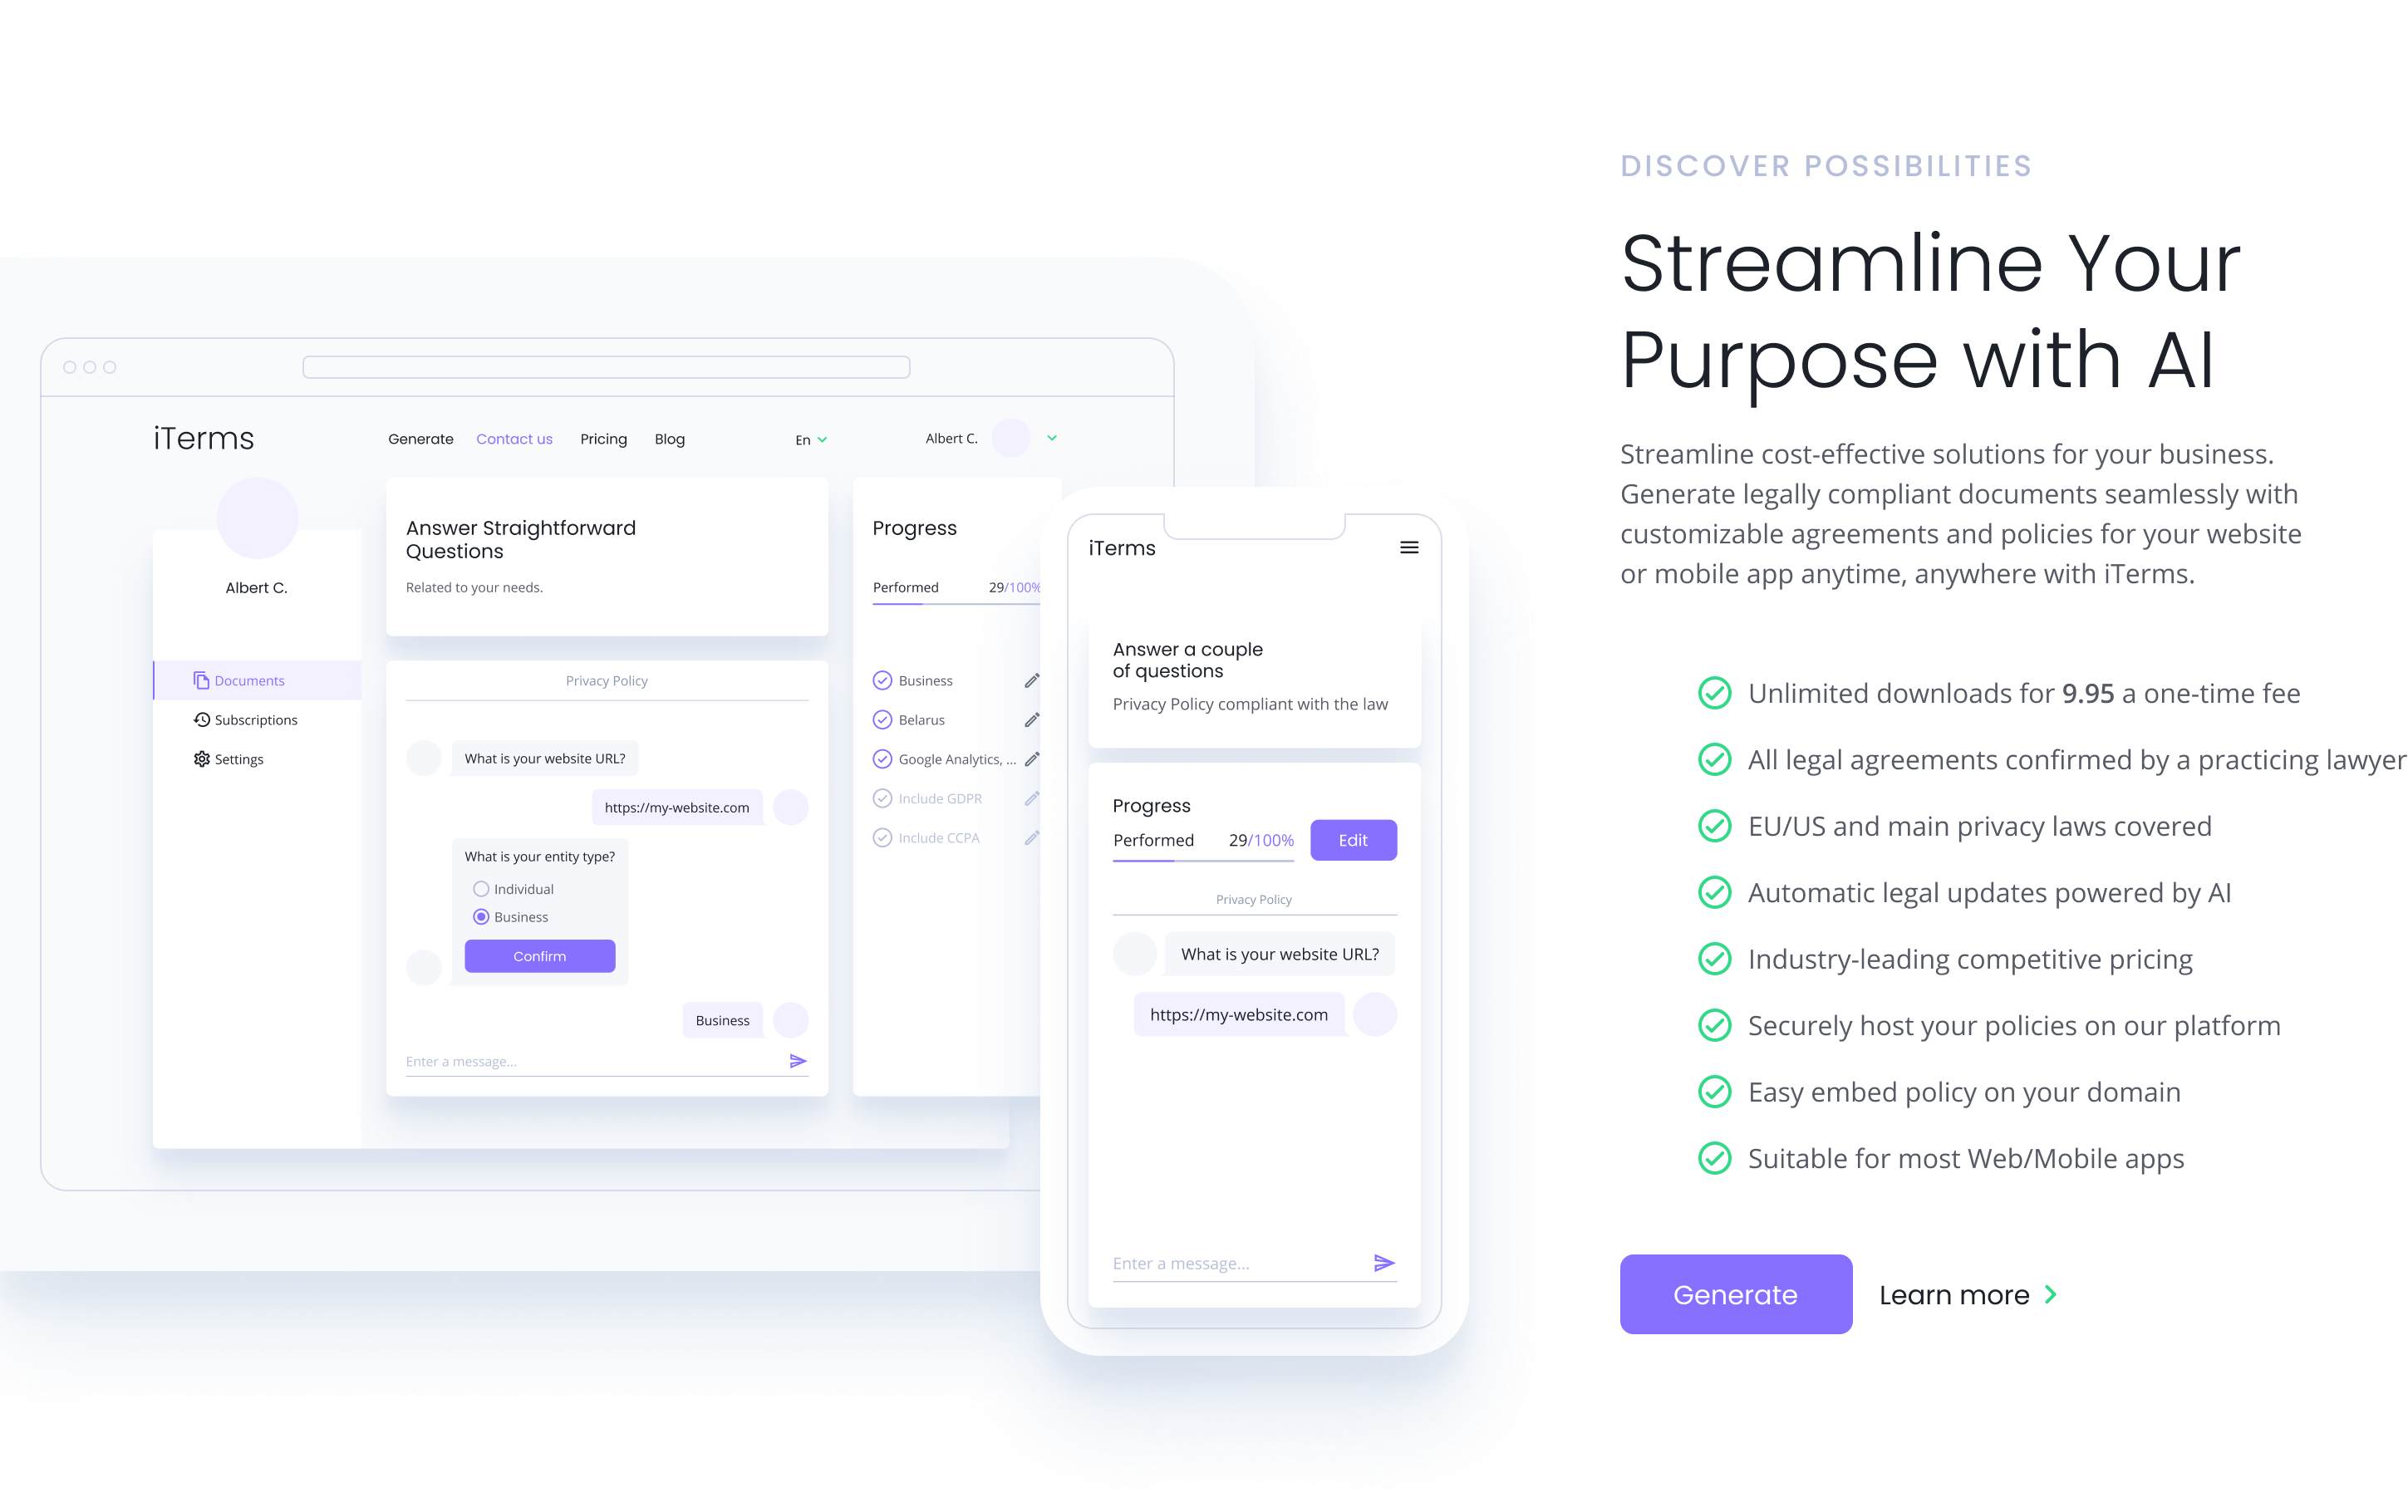 DISCOVER POSSIBILITIES
Streamline Your
Purpose with AI
Streamline cost-effective solutions for your business.
Generate legally compliant documents seamlessly with
customizable agreements and policies for your website
or mobile app anytime, anywhere with iTerms.
Unlimited downloads for 9.95 a one-time fee
All legal agreements confirmed by a practicing lawyer
EU/US and main privacy laws covered
Automatic legal updates powered by AI
Industry-leading competitive pricing
Securely host your policies on our platform
Easy embed policy on your domain
Suitable for most Web/Mobile apps
Generate
Learn more
iTerms
Generate Contact us Pricing Blog
En
Albert C.
Albert C.
Documents
Subscriptions
Settings
Answer Straightforward
Questions
Related to your needs.
Privacy Policy
What is your website URL?
https://my-website.com
What is your entity type?
Individual
Business
Confirm
Business
Enter a message...
Progress
Performed 29/100%
Business
Belarus
Google Analytics, ...
Include GDPR
Include CCPA
iTerms
Answer a couple
of questions
Privacy Policy compliant with the law
Progress
Performed 29/100%
Edit
Privacy Policy
What is your website URL?
https://my-website.com
Enter a message...